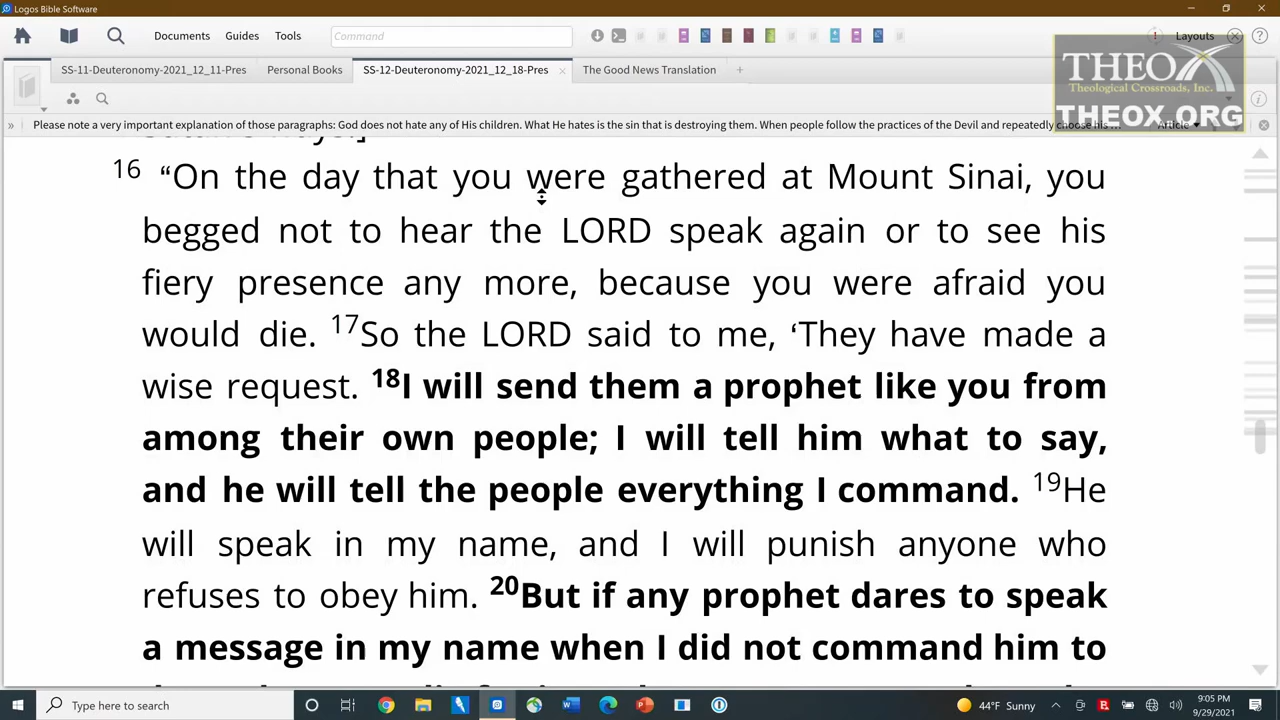 Logos Bible Software
Documents Guides Tools Command Layouts
SS-11-Deuteronomy-2021_12_11-Pres Personal Books SS-12-Deuteronomy-2021_12_18-Pres The Good News Translation
THEOX
Theological Crossroads, Inc.
THEOX.ORG
» Please note a very important explanation of those paragraphs: God does not hate any of His children. What He hates is the sin that is destroying them. When people follow the practices of the Devil and repeatedly choose his ... Article
16 “On the day that you were gathered at Mount Sinai, you
begged not to hear the LORD speak again or to see his
fiery presence any more, because you were afraid you
would die. 17So the LORD said to me, ‘They have made a
wise request. 18I will send them a prophet like you from
among their own people; I will tell him what to say,
and he will tell the people everything I command. 19He
will speak in my name, and I will punish anyone who
refuses to obey him. 20But if any prophet dares to speak
a message in my name when I did not command him to
Type here to search
44°F Sunny
9:05 PM
9/29/2021